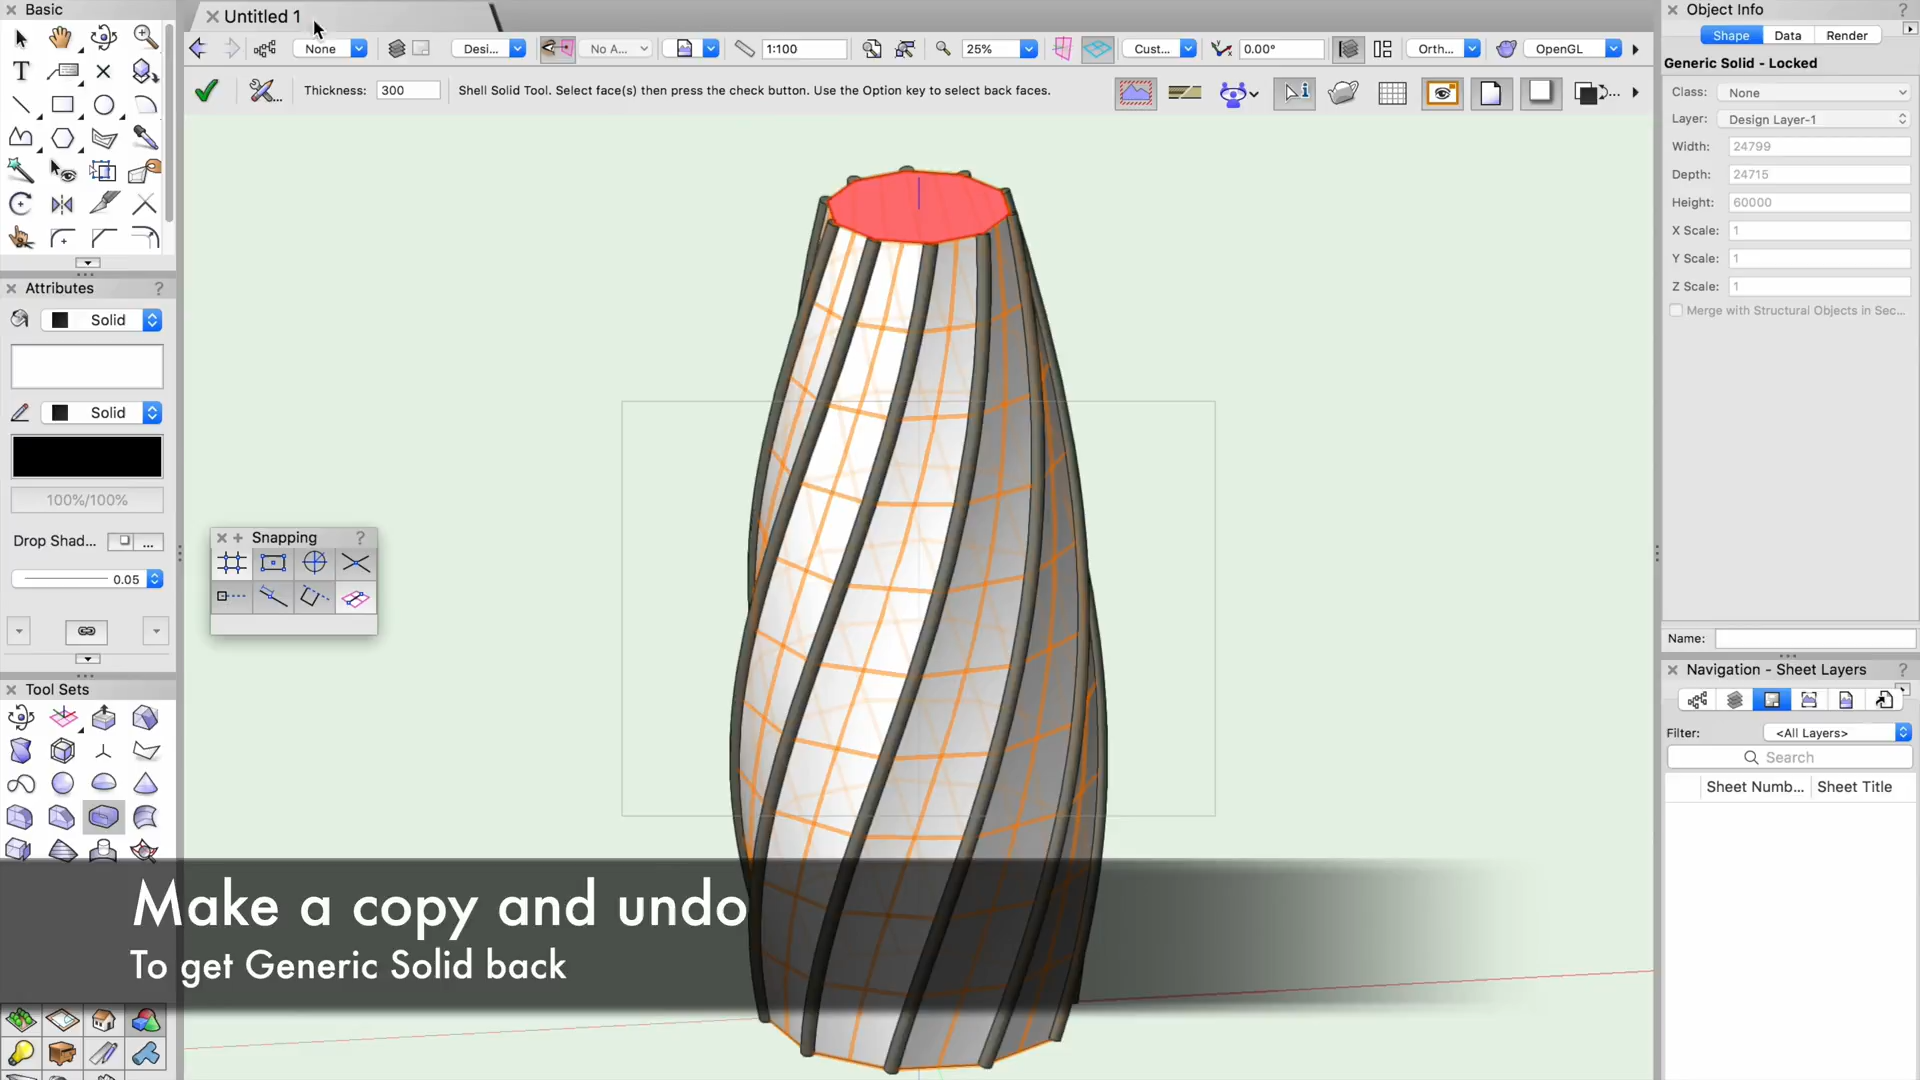 Basic
Untitled 1
Object Info
?
None
Desi...
No A...
1:100
25%
Cust...
0.00°
Orth...
OpenGL
Shape
Data
Render
Generic Solid - Locked
Thickness:
300
Shell Solid Tool. Select face(s) then press the check button. Use the Option key to select back faces.
Class:
None
Layer:
Design Layer-1
Width:
24799
Depth:
24715
Height:
60000
X Scale:
1
Y Scale:
1
Z Scale:
1
Merge with Structural Objects in Sec...
Attributes
?
Solid
Solid
100%/100%
Drop Shad...
...
0.05
Snapping
?
Name:
Navigation - Sheet Layers
?
Filter:
<All Layers>
Search
Sheet Numb...
Sheet Title
Tool Sets
Make a copy and undo
To get Generic Solid back